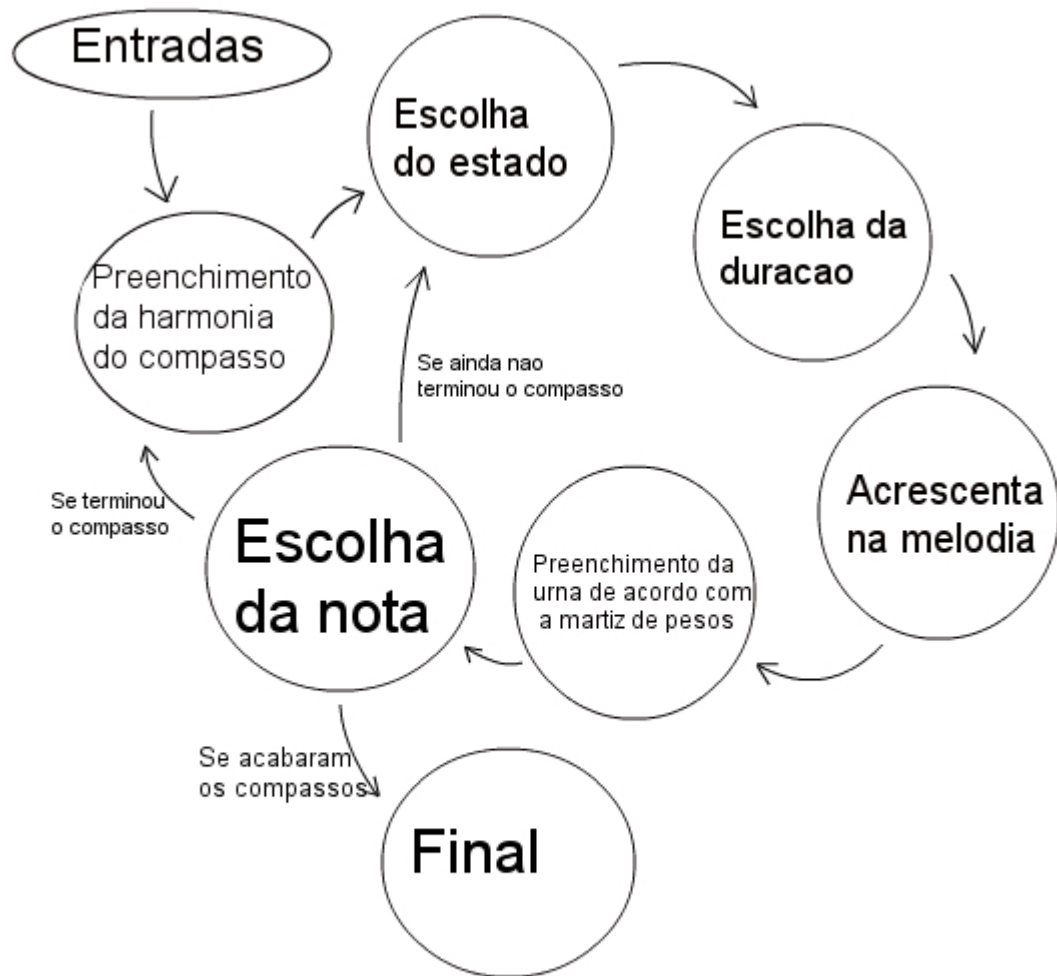 Entradas
Escolha
do estado
Escolha da
duracao
Preenchimento
da harmonia
do compasso
Se ainda nao
terminou o compasso
Se terminou
o compasso
Escolha
da nota
Preenchimento da
urna de acordo com
a martiz de pesos
Acrescenta
na melodia
Se acabaram
os compassos
Final